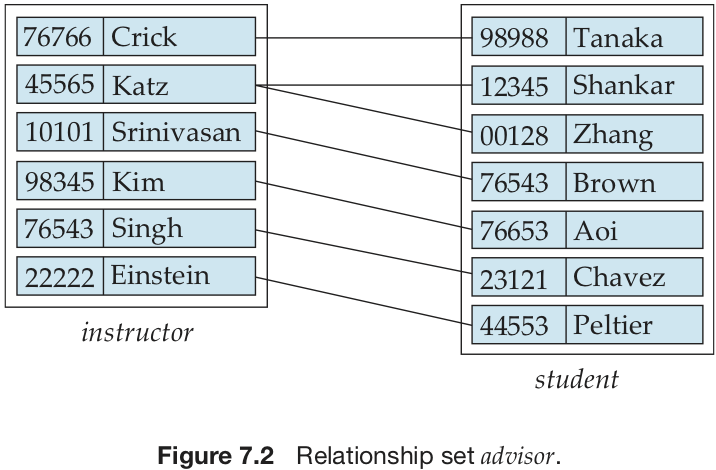 76766 Crick
45565 Katz
10101 Srinivasan
98345 Kim
76543 Singh
22222 Einstein
instructor
98988 Tanaka
12345 Shankar
00128 Zhang
76543 Brown
76653 Aoi
23121 Chavez
44553 Peltier
student
Figure 7.2 Relationship set advisor.